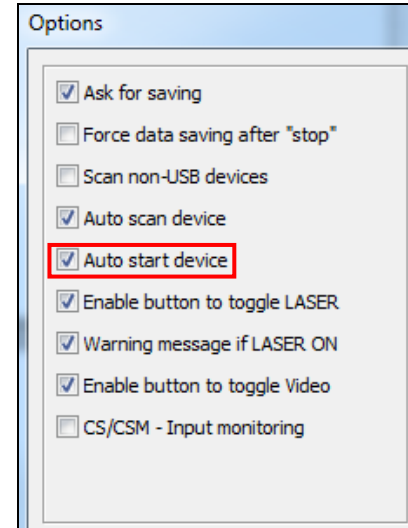 Options
Ask for saving
Force data saving after "stop"
Scan non-USB devices
Auto scan device
Auto start device
Enable button to toggle LASER
Warning message if LASER ON
Enable button to toggle Video
CS/CSM - Input monitoring